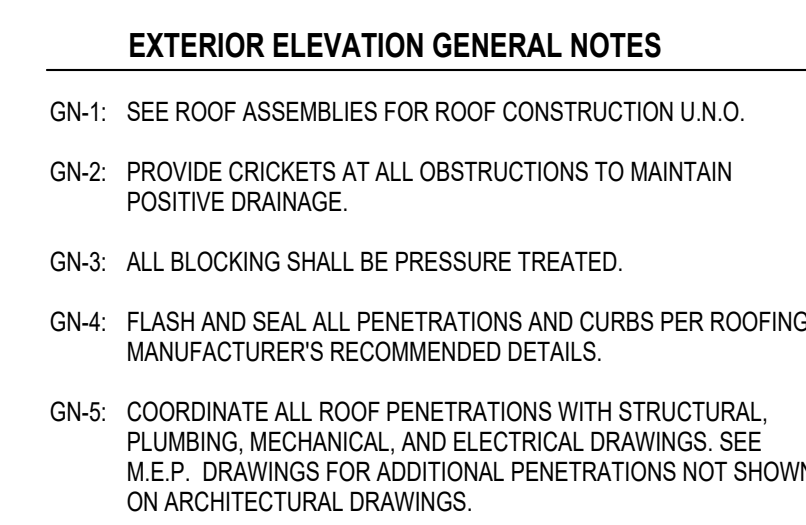 EXTERIOR ELEVATION GENERAL NOTES
GN-1: SEE ROOF ASSEMBLIES FOR ROOF CONSTRUCTION U.N.O.
GN-2: PROVIDE CRICKETS AT ALL OBSTRUCTIONS TO MAINTAIN
POSITIVE DRAINAGE.
GN-3: ALL BLOCKING SHALL BE PRESSURE TREATED.
GN-4: FLASH AND SEAL ALL PENETRATIONS AND CURBS PER ROOFING
MANUFACTURER'S RECOMMENDED DETAILS.
GN-5: COORDINATE ALL ROOF PENETRATIONS WITH STRUCTURAL,
PLUMBING, MECHANICAL, AND ELECTRICAL DRAWINGS. SEE
M.E.P. DRAWINGS FOR ADDITIONAL PENETRATIONS NOT SHOWN
ON ARCHITECTURAL DRAWINGS.